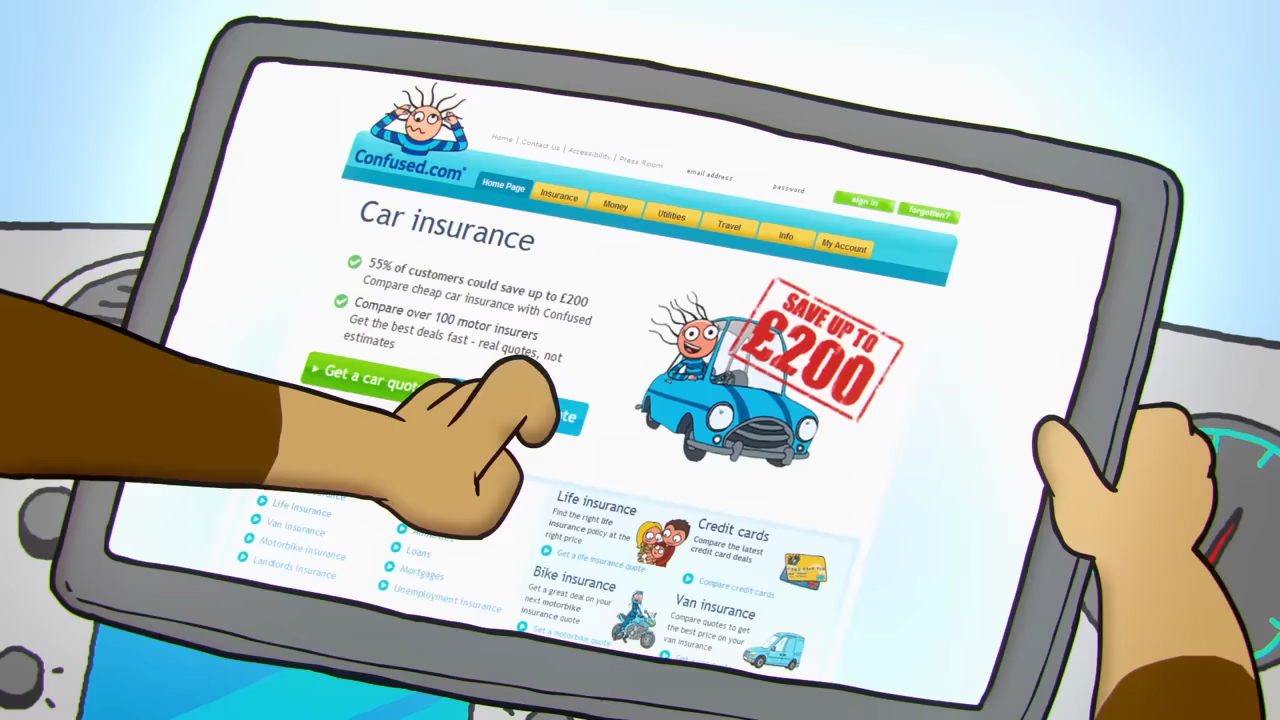 Home | Contact Us | Accessibility | Press Room
email address
password
sign in
forgotten?
Confused.com
Home Page
Insurance
Money
Utilities
Travel
Info
My Account
Car insurance
55% of customers could save up to £200
Compare cheap car insurance with Confused
Compare over 100 motor insurers
Get the best deals fast - real quotes, not
estimates
Get a car quot
te
SAVE UP TO
£200
Life insurance
Van insurance
Motorbike insurance
Landlords insurance
Loans
Mortgages
Unemployment insurance
Life insurance
Find the right life
insurance policy at the
right price
Get a life insurance quote
Credit cards
Compare the latest
credit card deals
Compare credit cards
Bike insurance
Get a great deal on your
next motorbike
insurance quote
Get a motorbike quote
Van insurance
Compare quotes to get
the best price on your
van insurance